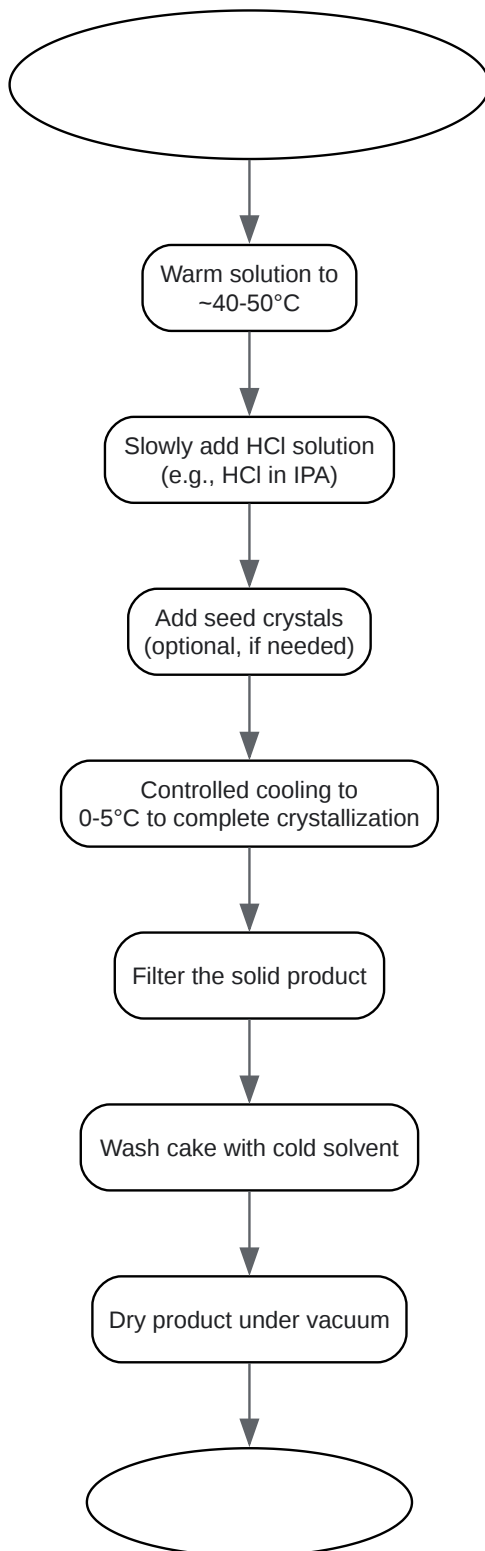 Warm solution to
~40-50°C
Slowly add HCl solution
(e.g., HCl in IPA)
Add seed crystals
(optional, if needed)
Controlled cooling to
0-5°C to complete crystallization
Filter the solid product
Wash cake with cold solvent
Dry product under vacuum